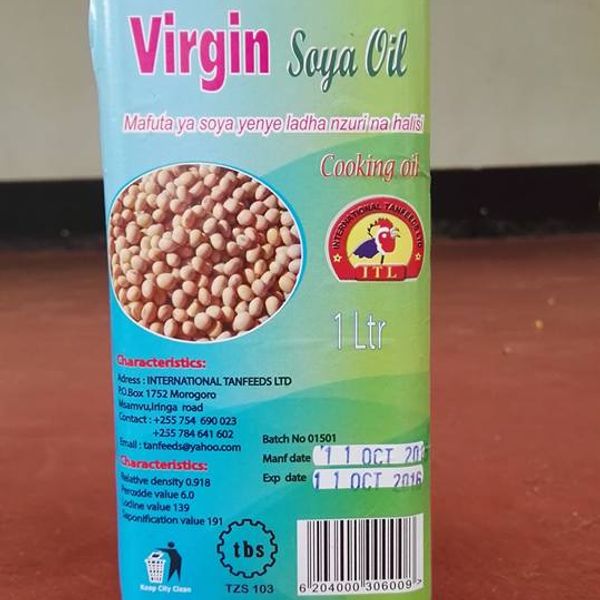 Virgin Soya Oil
Mafuta ya soya yenye ladha nzuri na halisi
Cooking oil
INTERNATIONAL TANFEEDS LTD
ITL
1 Ltr
Characteristics:
Adress : INTERNATIONAL TANFEEDS LTD
P.O.Box 1752 Morogoro
Msamvu,iringa road
Contact : +255 754 690 023
+255 784 641 602
Email : tanfeeds@yahoo.com
Batch No 01501
Manf date 11 OCT
Exp date 11 OCT 2016
Characteristics:
Relative density 0.918
Peroxide value 6.0
Iodine value 139
Saponification value 191
Keep City Clean
tbs
TZS 103
6 204000 306009 >